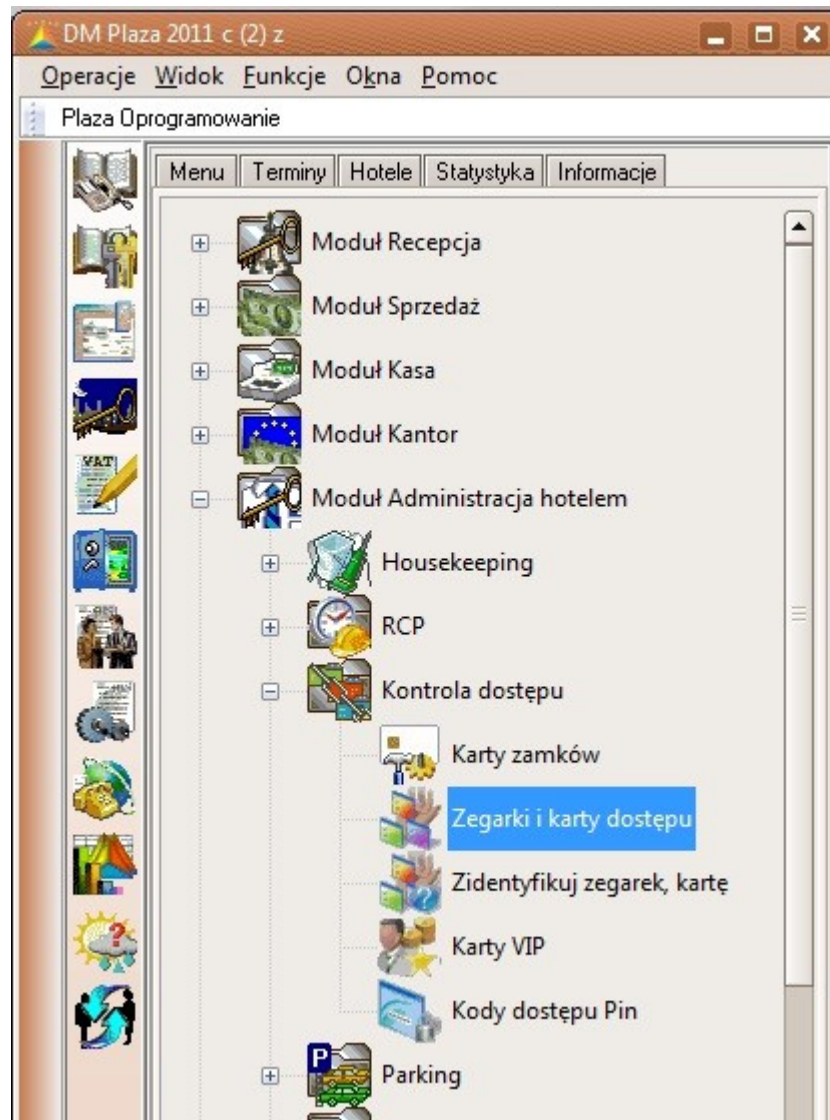 DM Plaza 2011 c (2) z
Operacje Widok Funkcje Okna Pomoc
Plaza Oprogramowanie
Menu Terminy Hotele Statystyka Informacje
Moduł Recepcja
Moduł Sprzedaż
Moduł Kasa
Moduł Kantor
Moduł Administracja hotelem
Housekeeping
RCP
Kontrola dostępu
Karty zamków
Zegarki i karty dostępu
Zidentyfikuj zegarek, kartę
Karty VIP
Kody dostępu Pin
P
Parking
VAT